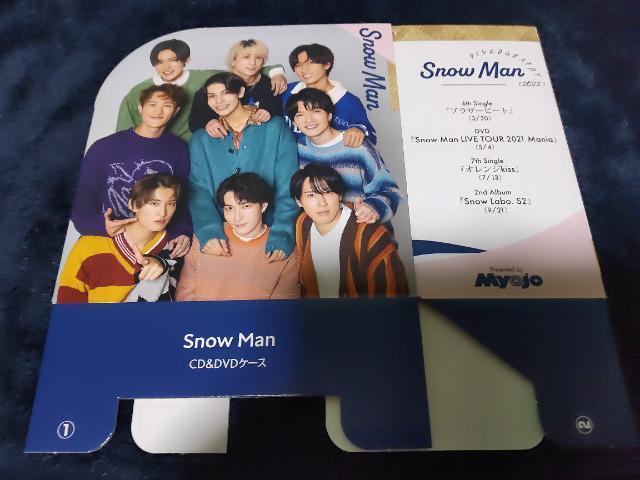 Snow Man
Snow Man
CD&DVDケース
①
DISCOGRAPHY
Snow Man
(2022)
6th Single
『ブラザービート』
(3/30)
DVD
『Snow Man LIVE TOUR 2021 Mania』
(5/4)
7th Single
『オレンジkiss』
(7/13)
2nd Album
『Snow Labo. S2』
(9/21)
Presented by
Myojo
②